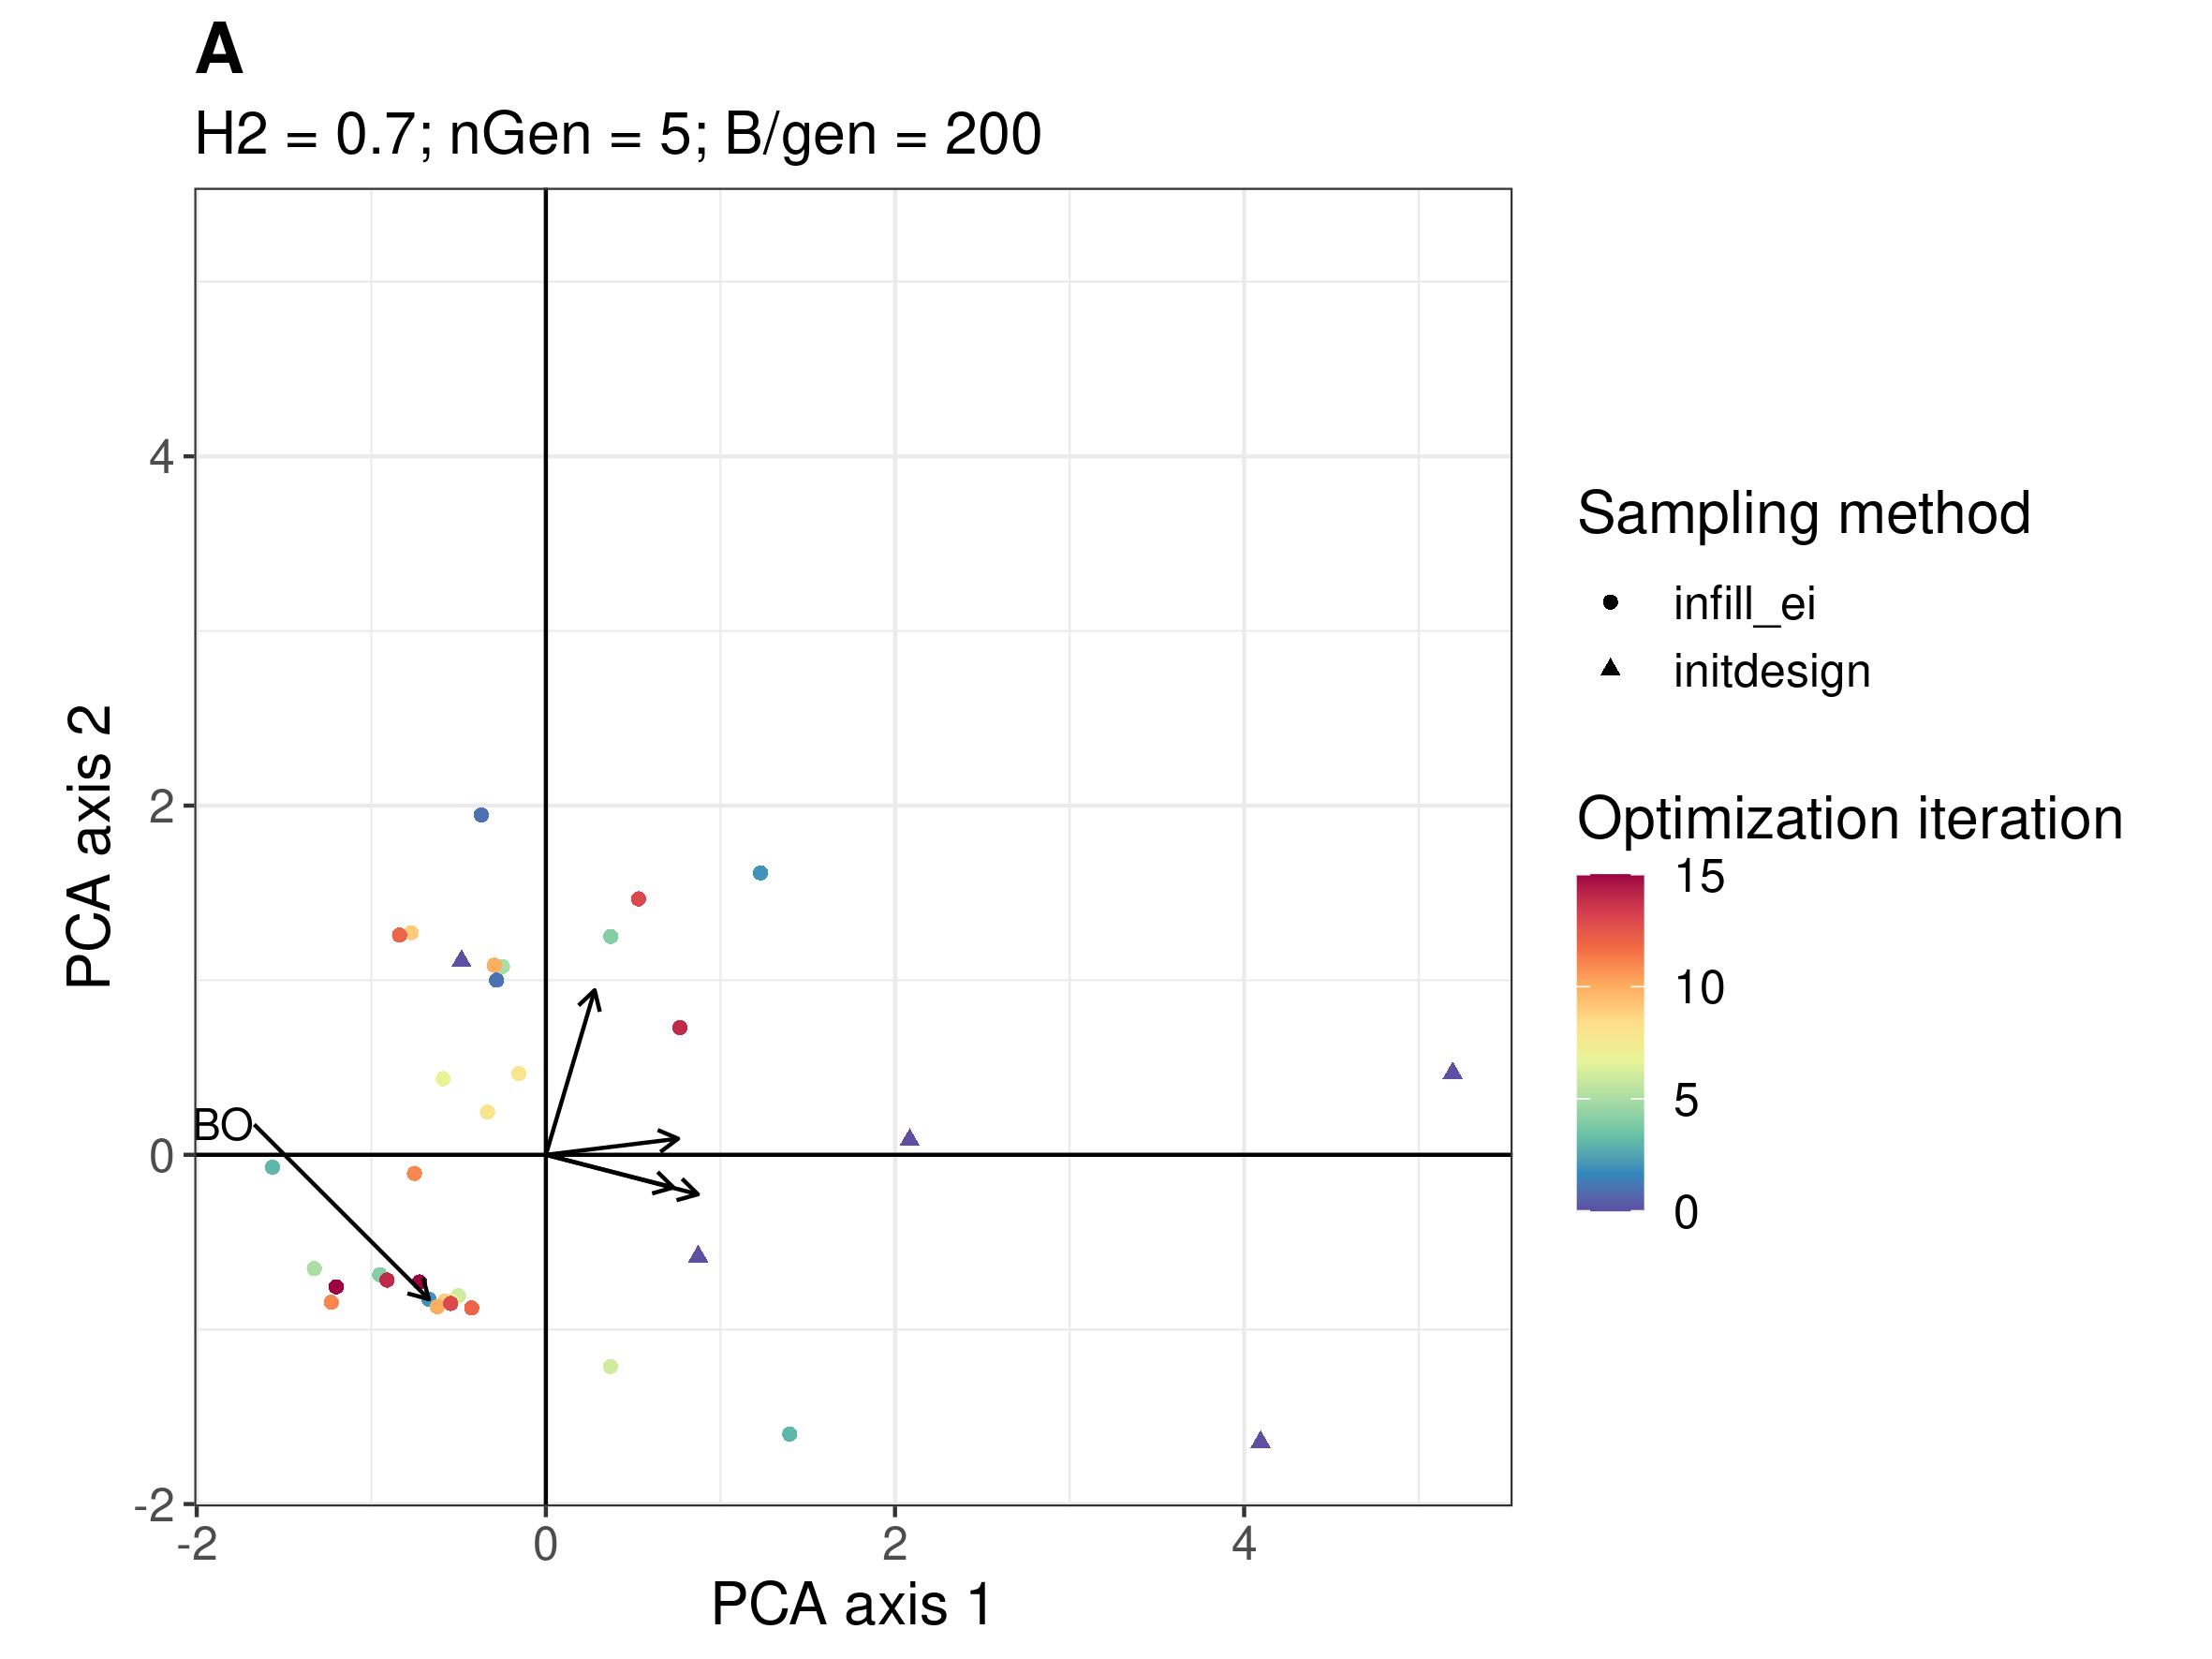 A
H2 = 0.7; nGen = 5; B/gen = 200
PCA axis 2
4
2
0
-2
BO
-2
0
2
4
PCA axis 1
Sampling method
infill_ei
initdesign
Optimization iteration
15
10
5
0